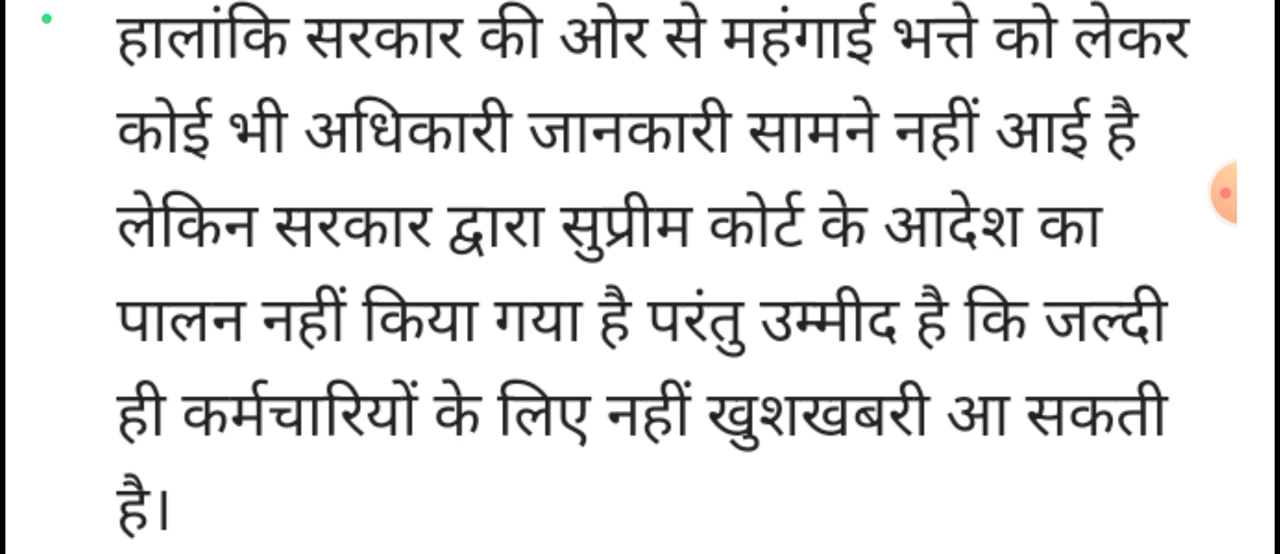 हालांकि सरकार की ओर से महंगाई भत्ते को लेकर
कोई भी अधिकारी जानकारी सामने नहीं आई है
लेकिन सरकार द्वारा सुप्रीम कोर्ट के आदेश का
पालन नहीं किया गया है परंतु उम्मीद है कि जल्दी
ही कर्मचारियों के लिए नहीं खुशखबरी आ सकती
है।